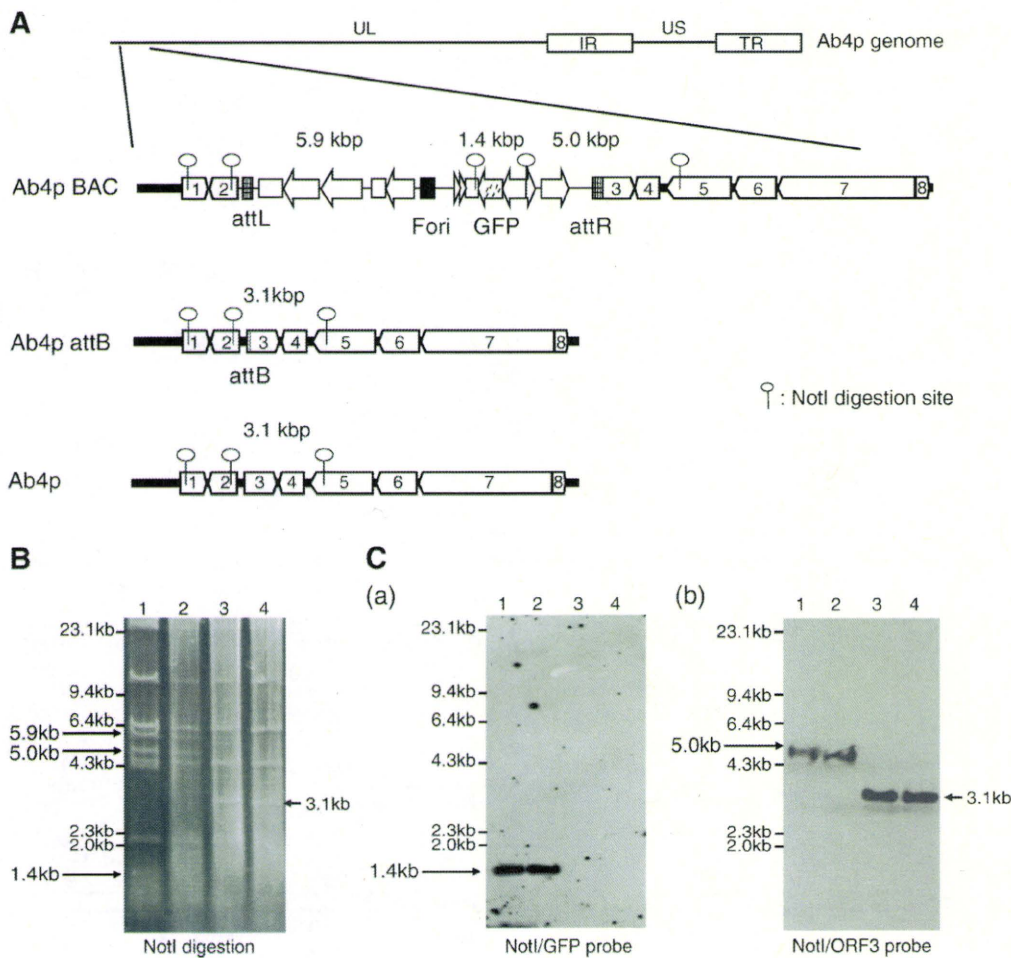 A
UL
US
IR
TR
Ab4p genome
5.9 kbp
1.4 kbp
5.0 kbp
Ab4p BAC
1
2
3
4
5
6
7
8
attL
Fori
GFP
attR
3.1kbp
Ab4p attB
1
2
3
4
5
6
7
8
attB
: NotI digestion site
3.1 kbp
Ab4p
1
2
3
4
5
6
7
8
B
1 2 3 4
23.1kb
9.4kb
6.4kb
5.9kb
5.0kb
4.3kb
3.1kb
2.3kb
2.0kb
1.4kb
NotI digestion
C
(a)
1 2 3 4
23.1kb
9.4kb
6.4kb
4.3kb
2.3kb
2.0kb
1.4kb
NotI/GFP probe
(b)
1 2 3 4
23.1kb
9.4kb
6.4kb
5.0kb
4.3kb
3.1kb
2.3kb
2.0kb
NotI/ORF3 probe